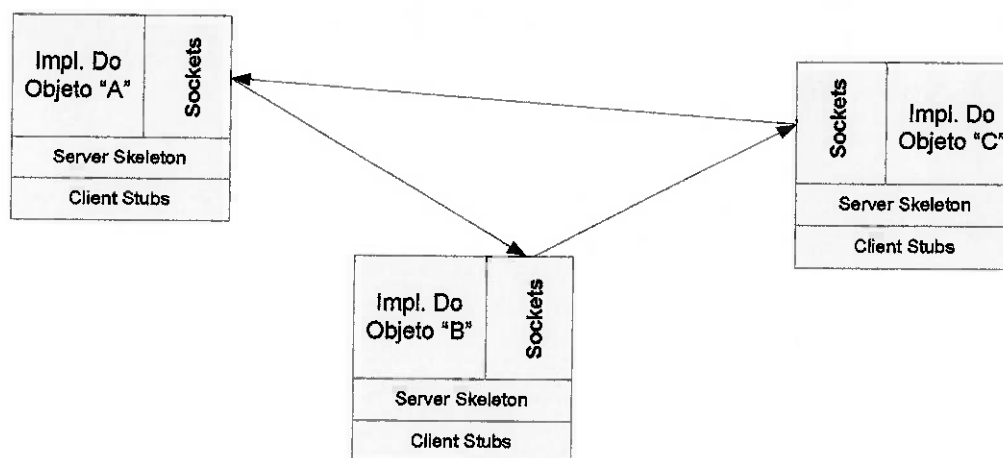 Impl. Do
Objeto "A"
Sockets
Server Skeleton
Client Stubs
Sockets
Impl. Do
Objeto "C"
Server Skeleton
Client Stubs
Impl. Do
Objeto "B"
Sockets
Server Skeleton
Client Stubs